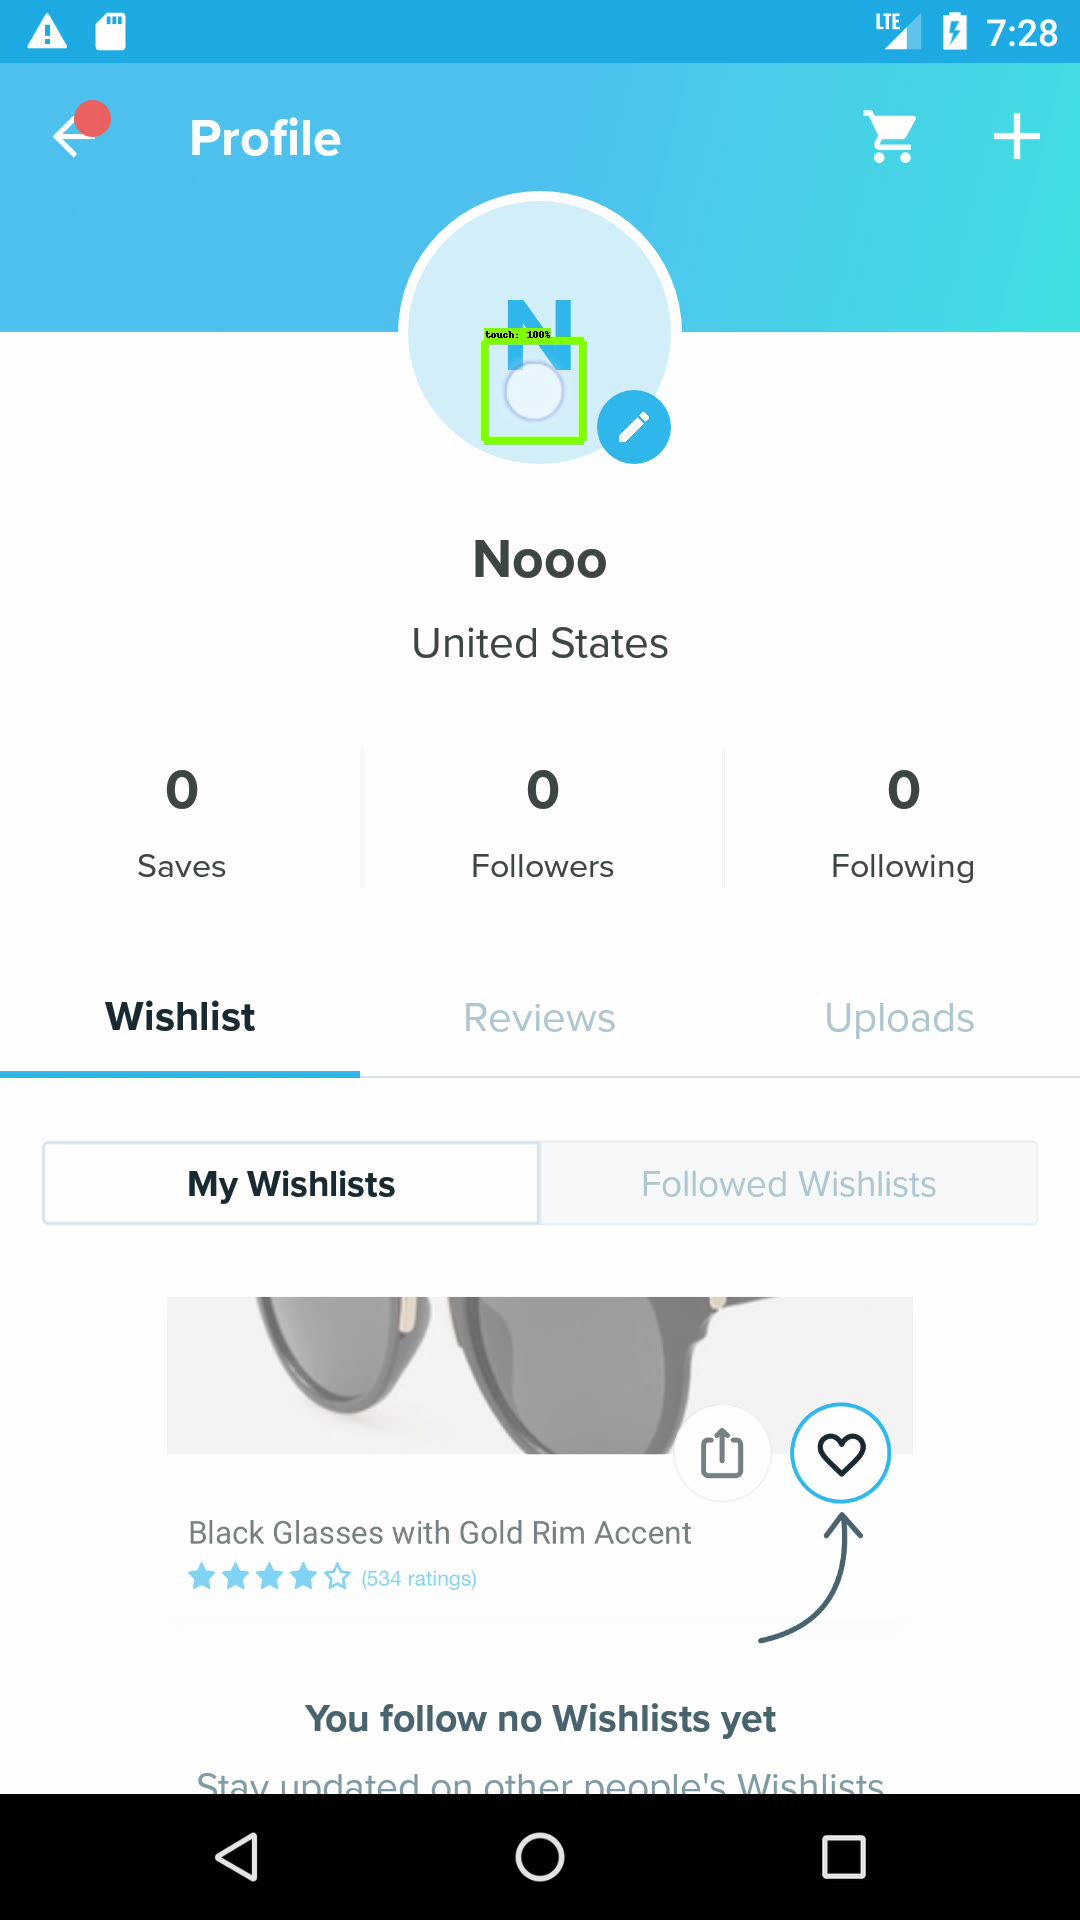 LTE 7:28
Profile
N
touch: 100%
Nooo
United States
0 0 0
Saves Followers Following
Wishlist Reviews Uploads
My Wishlists Followed Wishlists
Black Glasses with Gold Rim Accent
(534 ratings)
You follow no Wishlists yet
Stay updated on other people's Wishlists